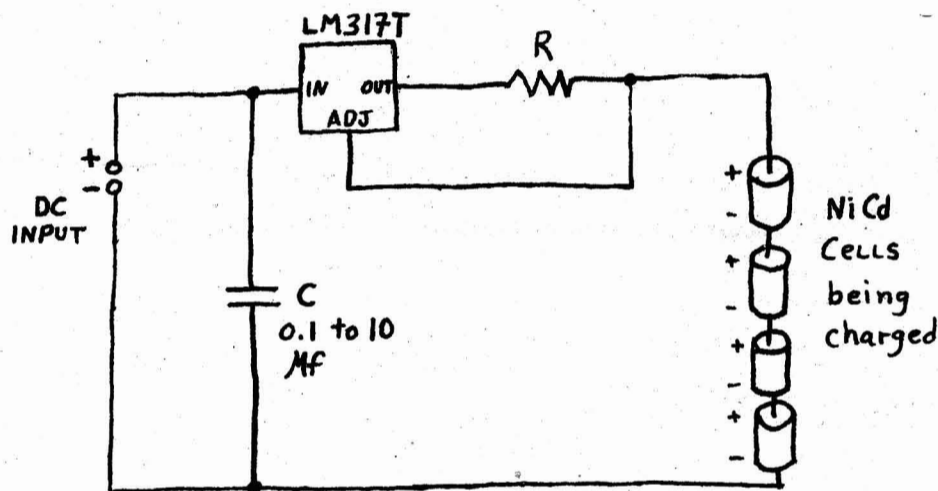 LM317T
R
IN
OUT
ADJ
+
-
DC
INPUT
C
0.1 to 10
Mf
+
-
+
-
+
-
+
-
NiCd
Cells
being
charged